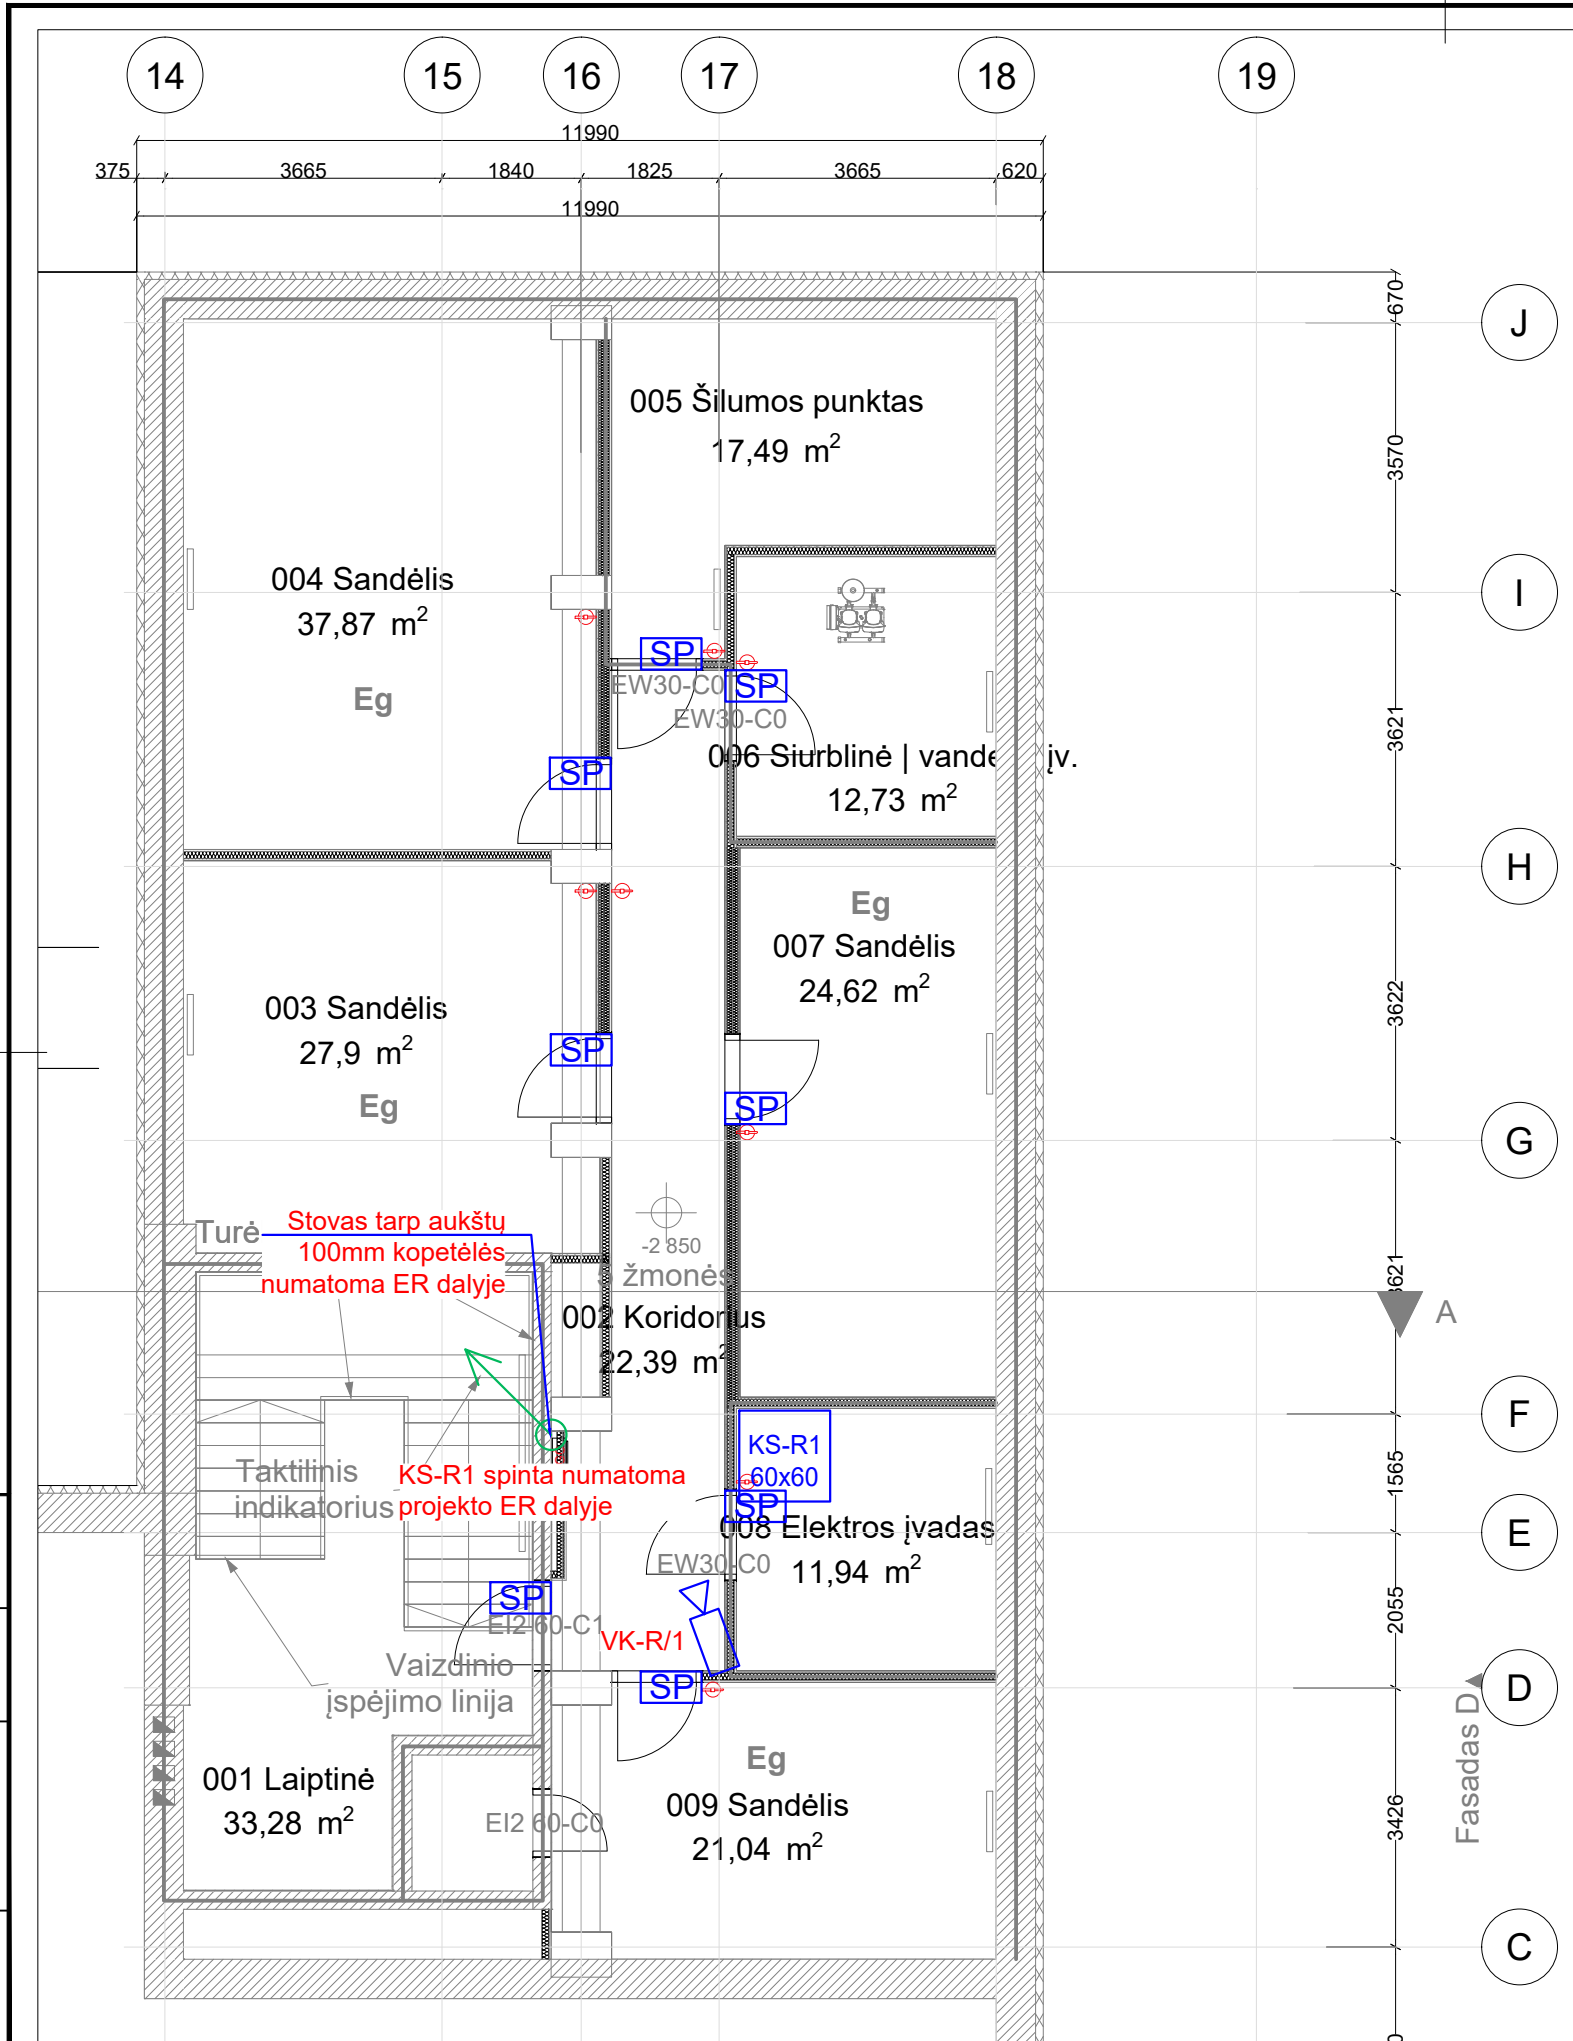 14 15 16 17 18 19
11990
375 3665 1840 1825 3665 620
11990
670
J
005 Šilumos punktas
17,49 m²
3570
004 Sandėlis
37,87 m²
I
SP
EW30-C0
SP
Eg
EW30-C0
3621
006 Siurblinė | vande įv.
12,73 m²
SP
H
Eg
007 Sandėlis
24,62 m²
003 Sandėlis
27,9 m²
3622
SP
Eg
SP
G
Turė
Stovas tarp aukštų
100mm kopetėlės
numatoma ER dalyje
-2 850
žmonės
002 Koridorius
22,39 m²
3621
A
F
KS-R1
60x60
1565
Taktilinis
indikatorius
KS-R1 spinta numatoma
projekto ER dalyje
SP
008 Elektros įvadas
11,94 m²
E
EW30-C0
SP
EI2 60-C1
VK-R/1
2055
Vaizdinio
įspėjimo linija
SP
D
Fasadas D
Eg
001 Laiptinė
33,28 m²
009 Sandėlis
21,04 m²
EI2 60-C0
3426
C